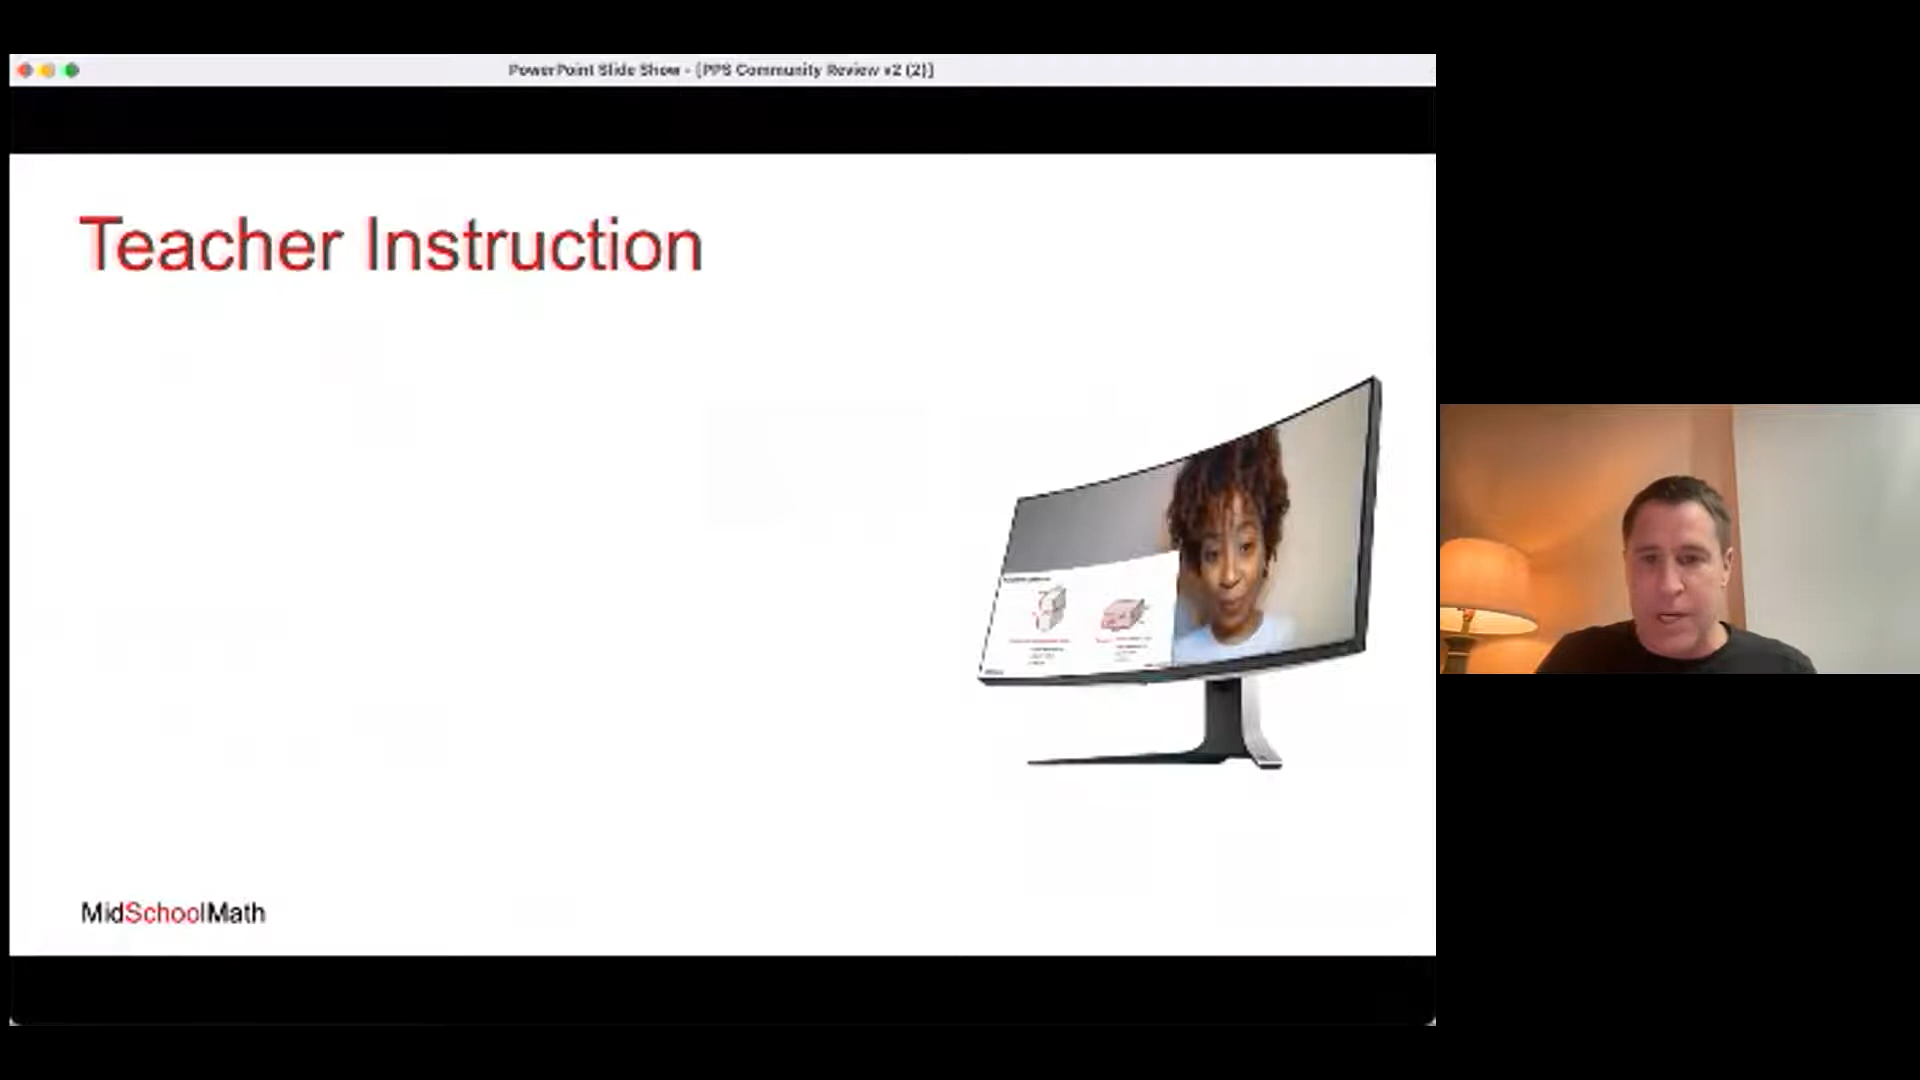 PowerPoint Slide Show - [PPS Community Review v2 (2)]
Teacher Instruction
MidSchoolMath